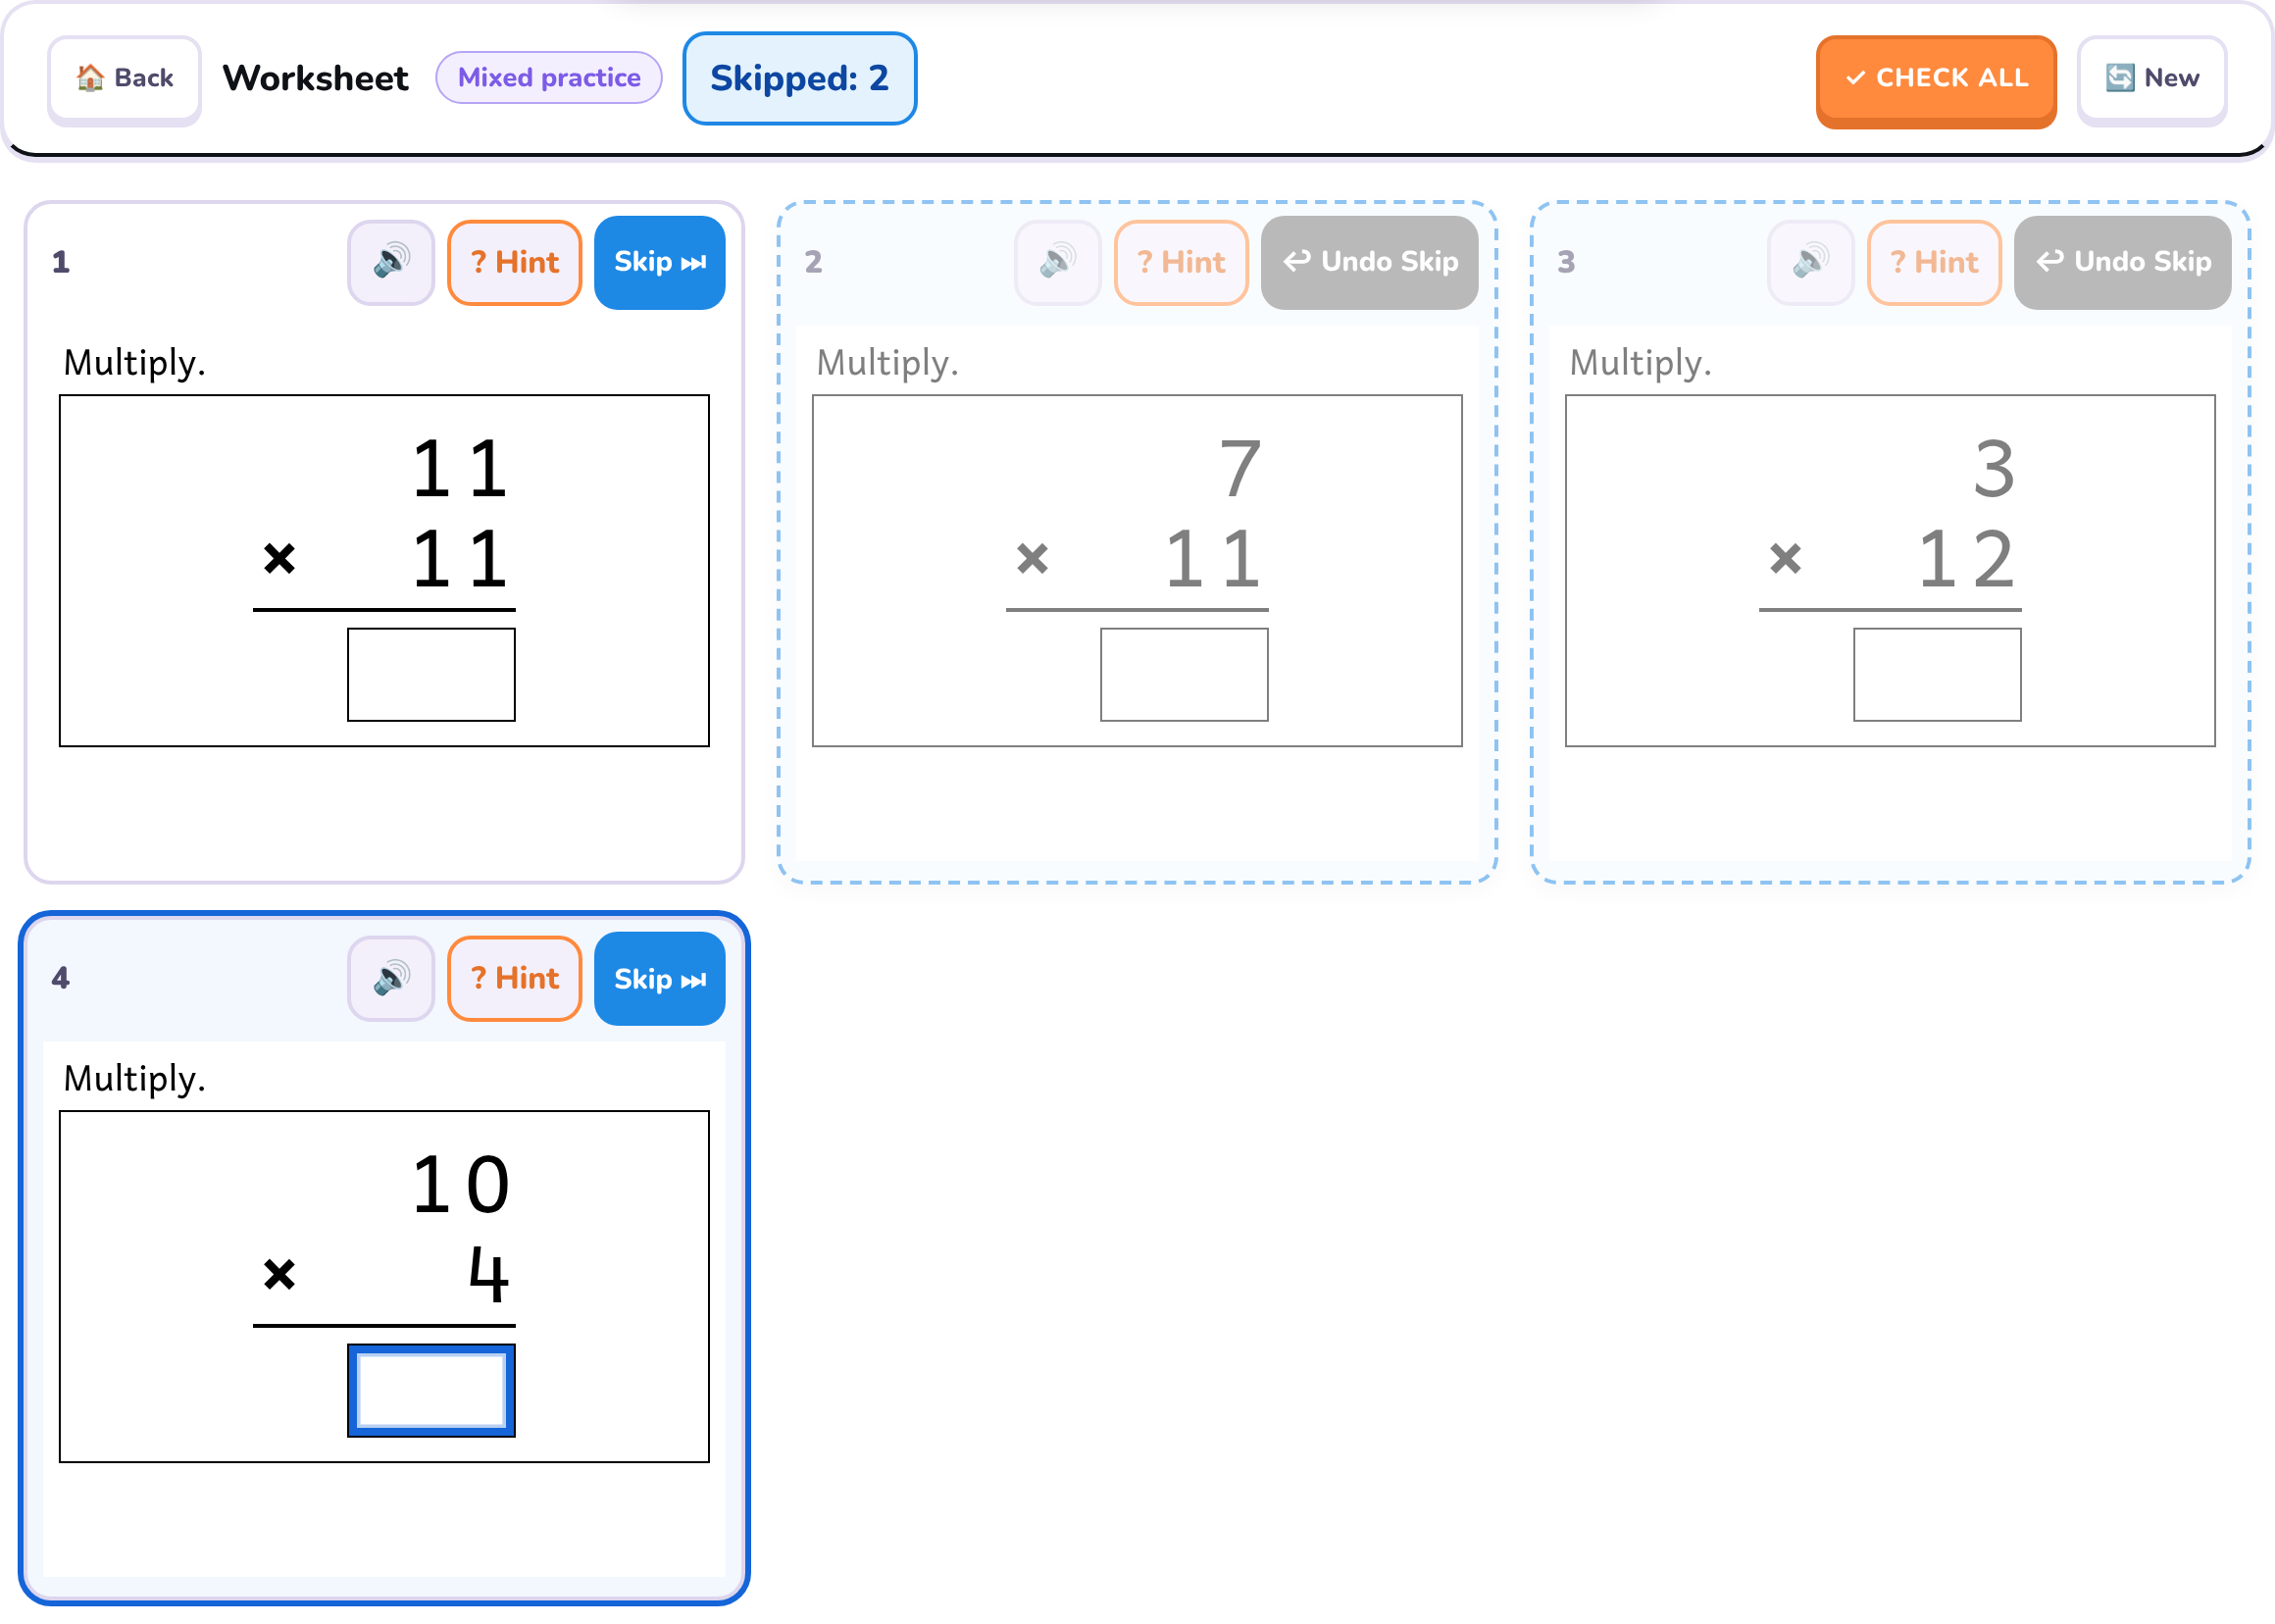 🏠 Back Worksheet Mixed practice Skipped: 2 ✓ CHECK ALL 🔄 New
1 🔊 ? Hint Skip ⏭
Multiply.
11
× 11
2 🔊 ? Hint ↩ Undo Skip
Multiply.
7
× 11
3 🔊 ? Hint ↩ Undo Skip
Multiply.
3
× 12
4 🔊 ? Hint Skip ⏭
Multiply.
10
× 4